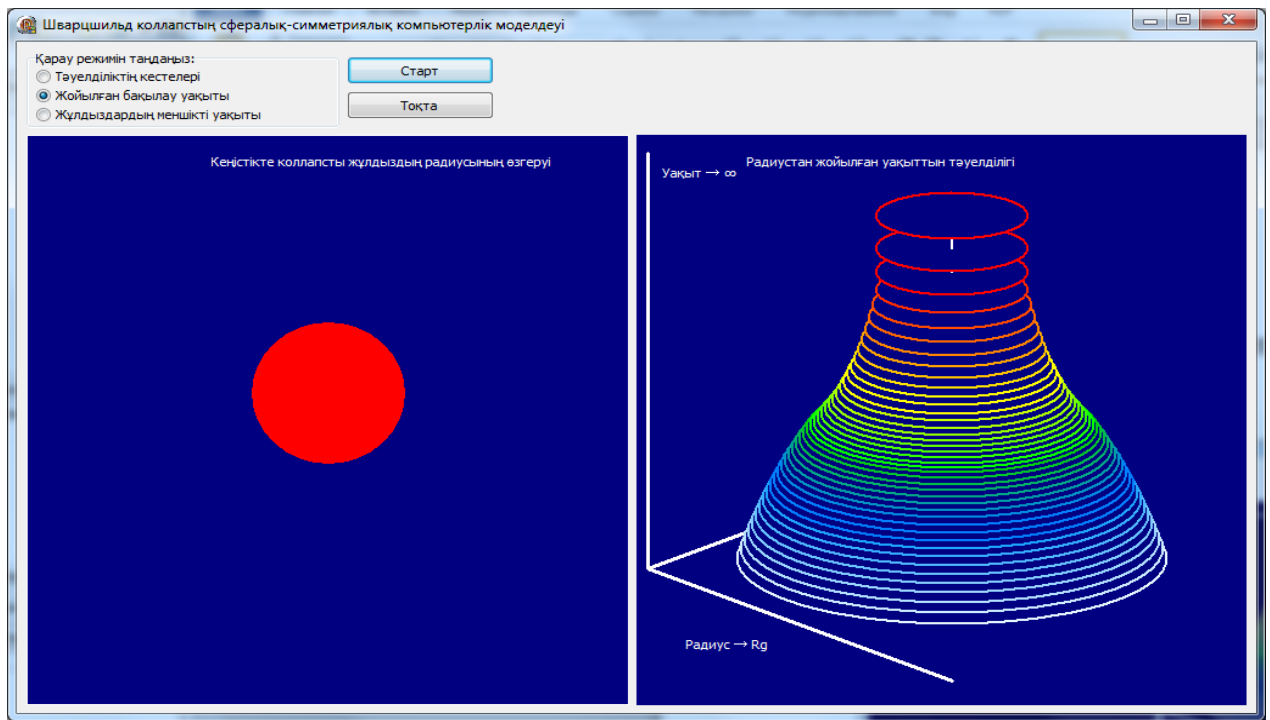 Шварцшильд коллапстың сфералық-симметриялық компьютерлік моделдеуі
Қарау режимін таңдаңыз:
Тәуелділіктің кестелері
Жойылған бақылау уақыты
Жұлдыздардың меншікті уақыты
Старт
Тоқта
Кеңістікте коллапсты жұлдыздың радиусының өзгеруі
Радиустан жойылған уақыттын тәуелділігі
Уақыт → ∞
Радиус → Rg